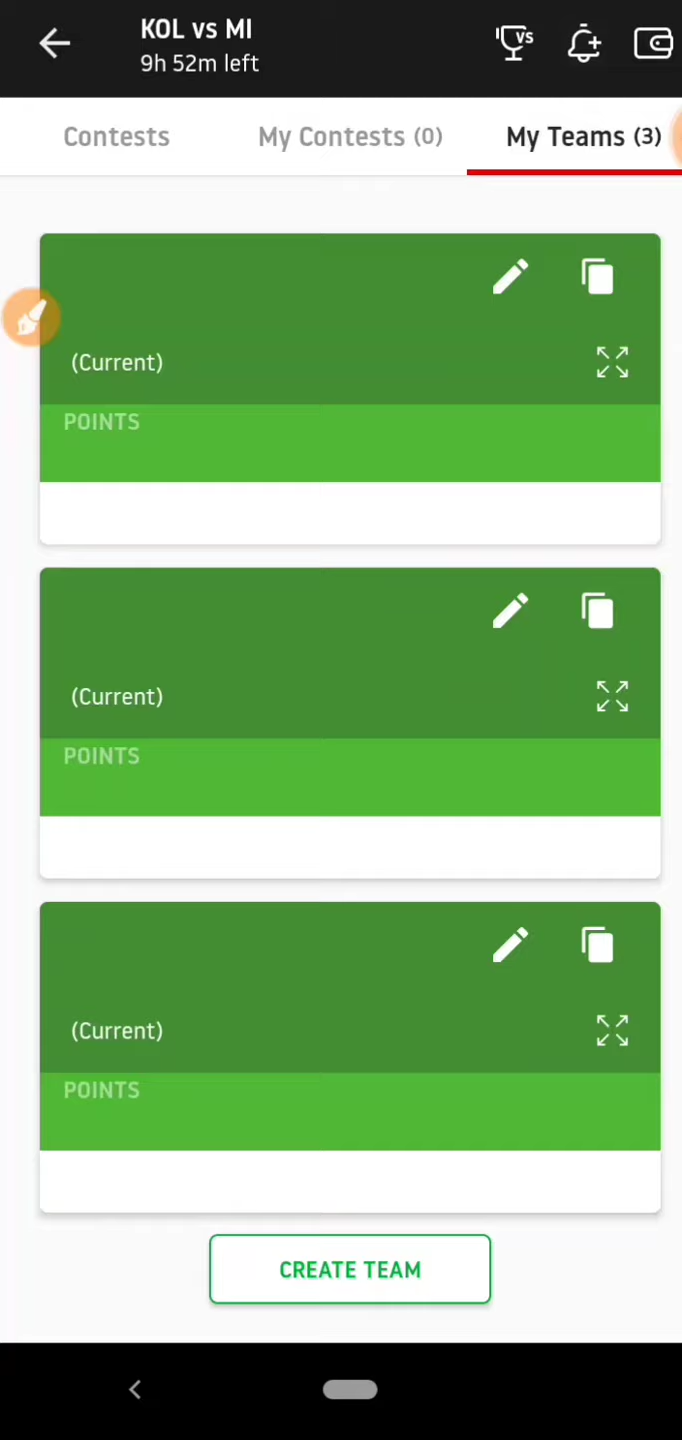 KOL vs MI
9h 52m left
VS
Contests
My Contests (0)
My Teams (3)
(Current)
POINTS
(Current)
POINTS
(Current)
POINTS
CREATE TEAM